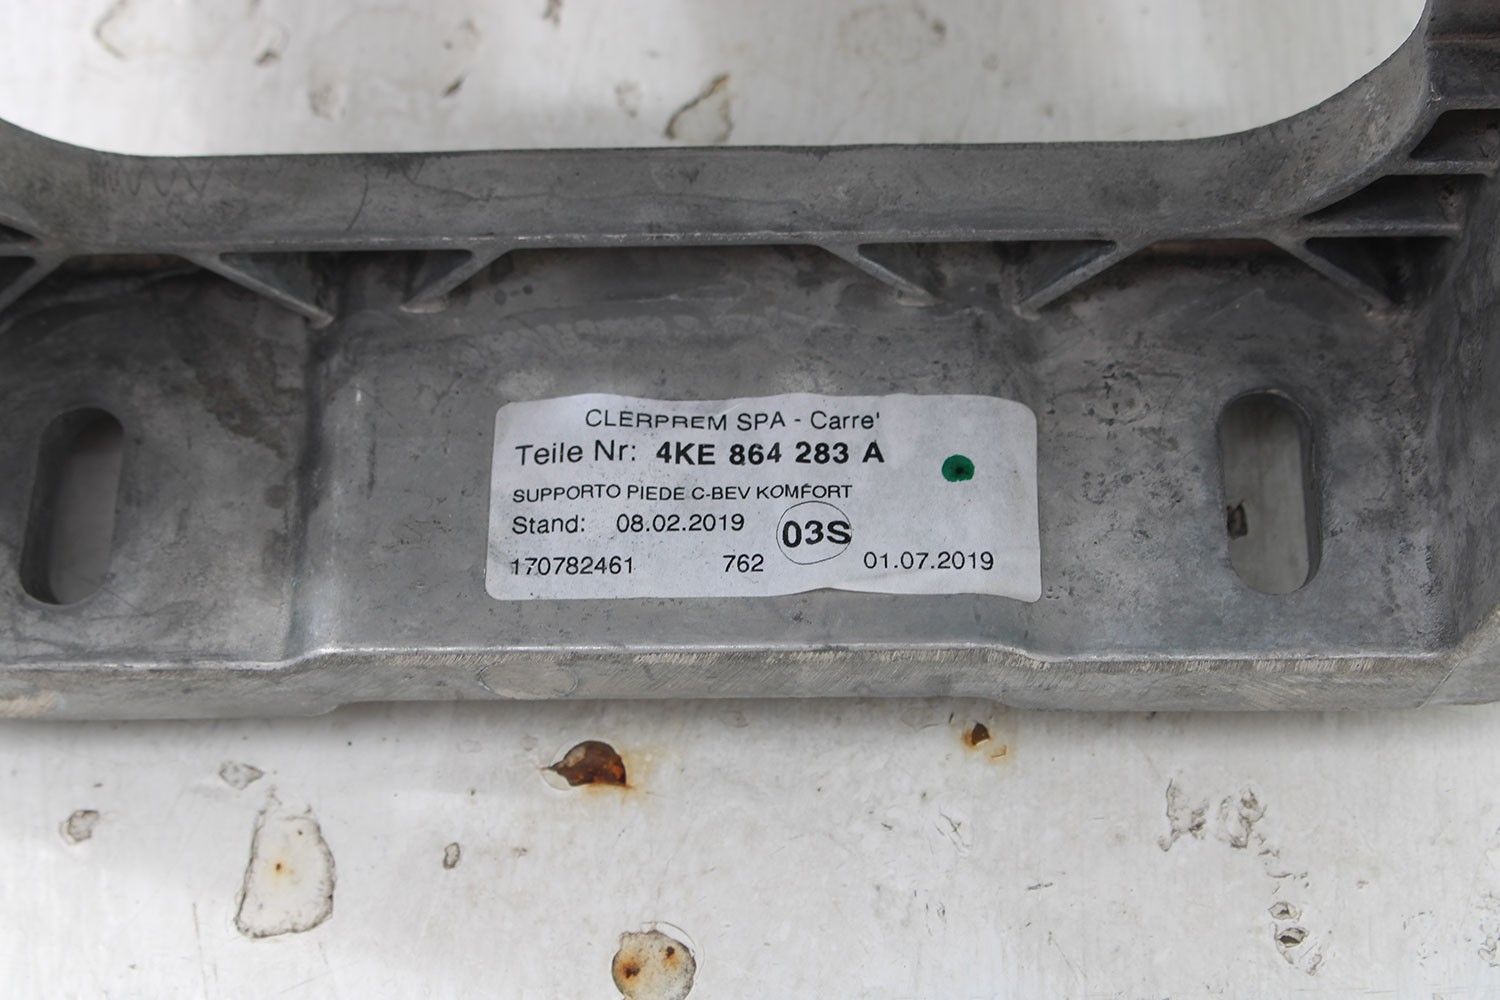 CLERPREM SPA - Carre'
Teile Nr: 4KE 864 283 A
SUPPORTO PIEDE C-BEV KOMFORT
Stand: 08.02.2019 03S
170782461 762 01.07.2019